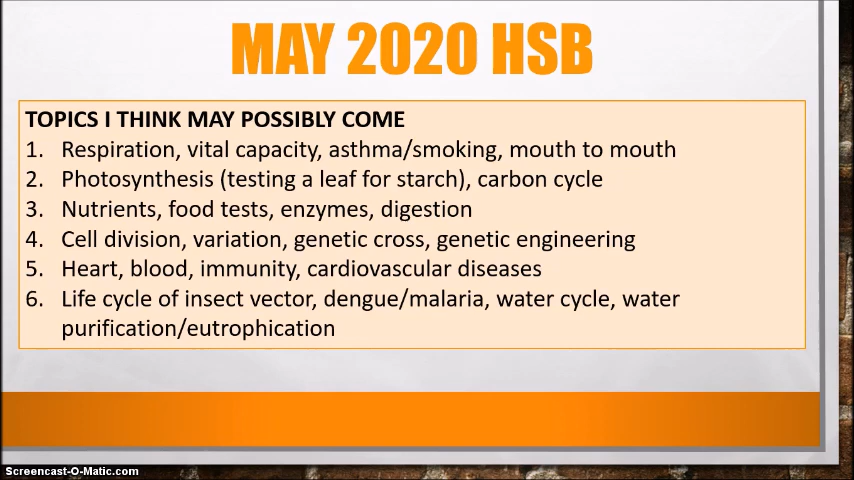 MAY 2020 HSB
TOPICS I THINK MAY POSSIBLY COME
1. Respiration, vital capacity, asthma/smoking, mouth to mouth
2. Photosynthesis (testing a leaf for starch), carbon cycle
3. Nutrients, food tests, enzymes, digestion
4. Cell division, variation, genetic cross, genetic engineering
5. Heart, blood, immunity, cardiovascular diseases
6. Life cycle of insect vector, dengue/malaria, water cycle, water
purification/eutrophication
Screencast-O-Matic.com